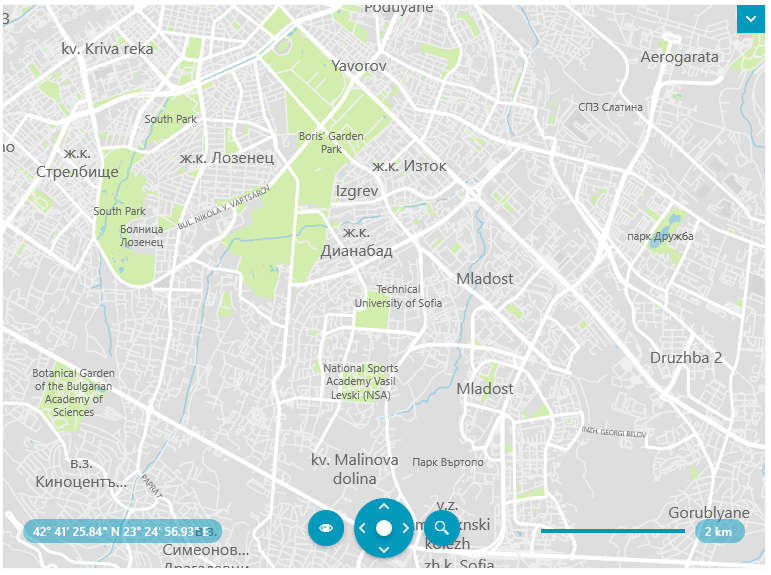 Poduyane
3
kv. Kriva reka
Yavorov
Aerogarata
СПЗ Слатина
South Park
Boris' Garden
Park
ж.к.
Стрелбище
ж.к. Лозенец
ж.к. Изток
Izgrev
BUL. NIKOLA Y. VAPTSAROV
South Park
Болница
Лозенец
ж.к.
Дианабад
парк Дружба
Mladost
Technical
University of Sofia
Druzhba 2
National Sports
Academy Vasil
Levski (NSA)
Botanical Garden
of the Bulgarian
Academy of
Sciences
Mladost
INZH. GEORGI BELOV
kv. Malinova
dolina
Парк Въртопо
в.з.
Киноцентъ...
PAPRAT
v.z.
Gorublyane
42° 41' 25.84" N 23° 24' 56.93" E
2 km
в.з.
Симеонов...
Драгалевци
zh.k. Sofia